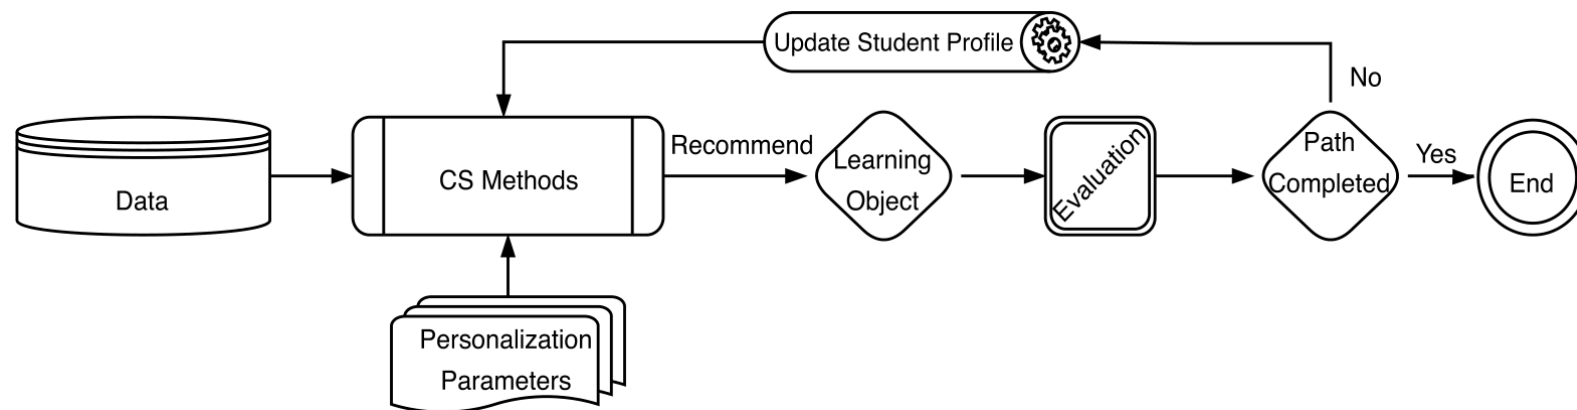 Update Student Profile
No
Data
CS Methods
Recommend
Learning
Object
Evaluation
Path
Completed
Yes
End
Personalization
Parameters